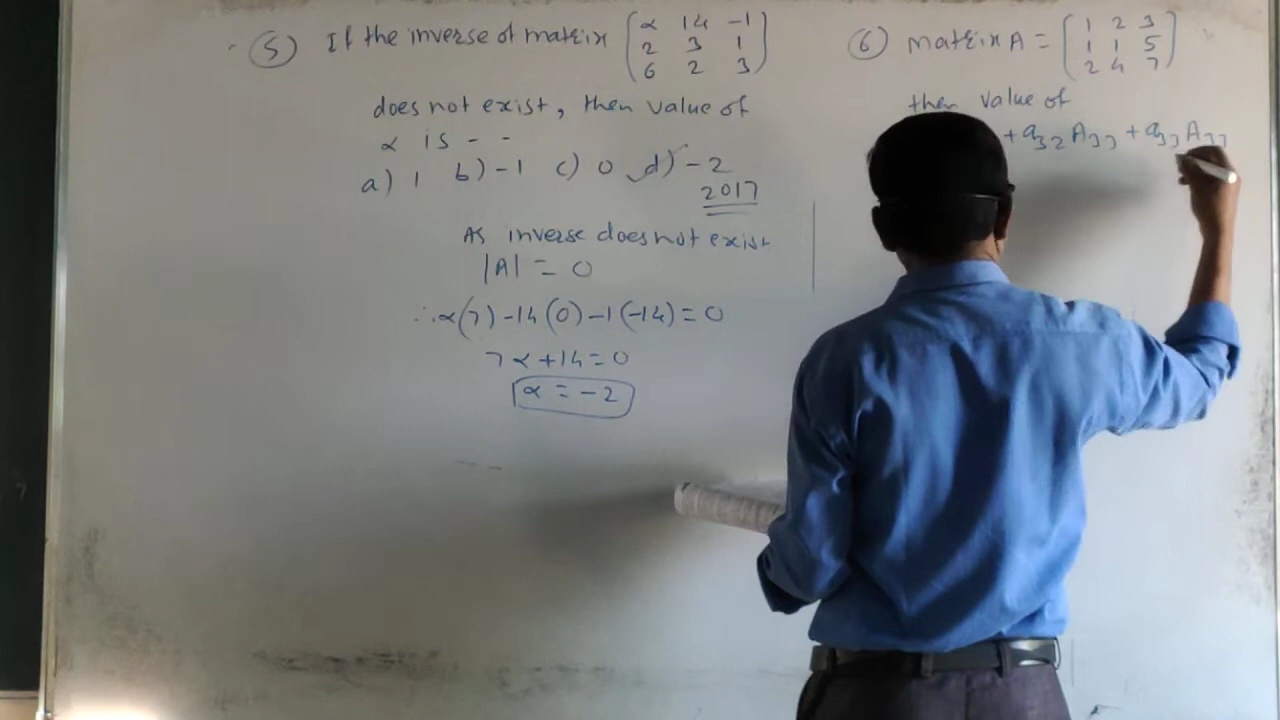 5) If the inverse of matrix ( α 14 -1
2 3 1
6 2 3 )
does not exist, then value of
α is - -
a) 1 b) -1 c) 0 d) -2
2017
As inverse does not exist
|A| = 0
∴ α(7) -14(0) -1(-14) = 0
7α + 14 = 0
α = -2
6) matrix A = [ 1 2 3
1 1 5
2 4 7 ]
then value of
+ a32 A32 + a33 A33